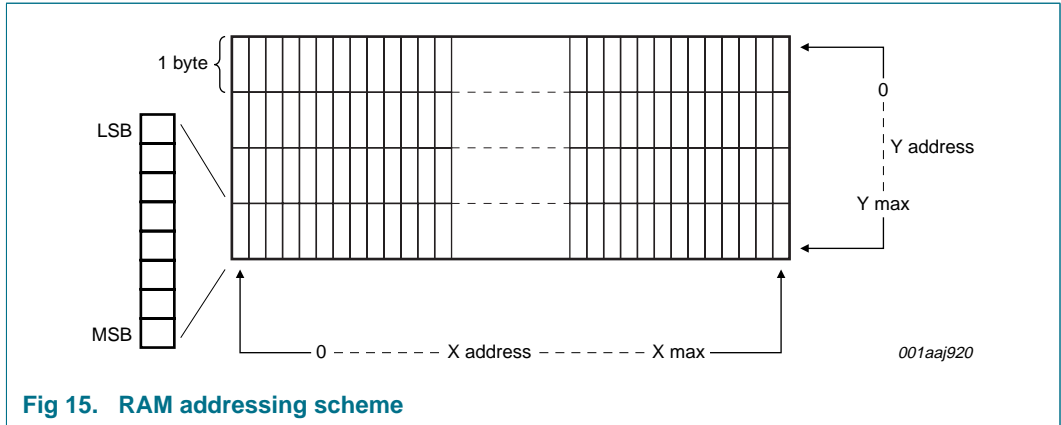 1 byte
LSB
0
Y address
Y max
MSB
0 X address X max
001aaj920
Fig 15. RAM addressing scheme